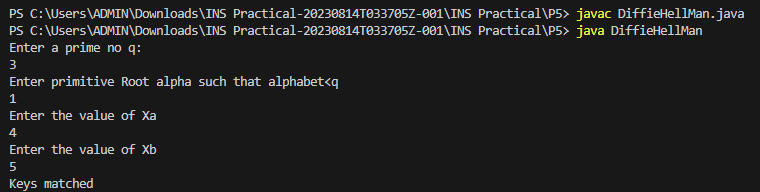 PS C:\Users\ADMIN\Downloads\INS Practical-20230814T033705Z-001\INS Practical\P5> javac DiffieHellMan.java
PS C:\Users\ADMIN\Downloads\INS Practical-20230814T033705Z-001\INS Practical\P5> java DiffieHellMan
Enter a prime no q:
3
Enter primitive Root alpha such that alphabet<q
1
Enter the value of Xa
4
Enter the value of Xb
5
Keys matched